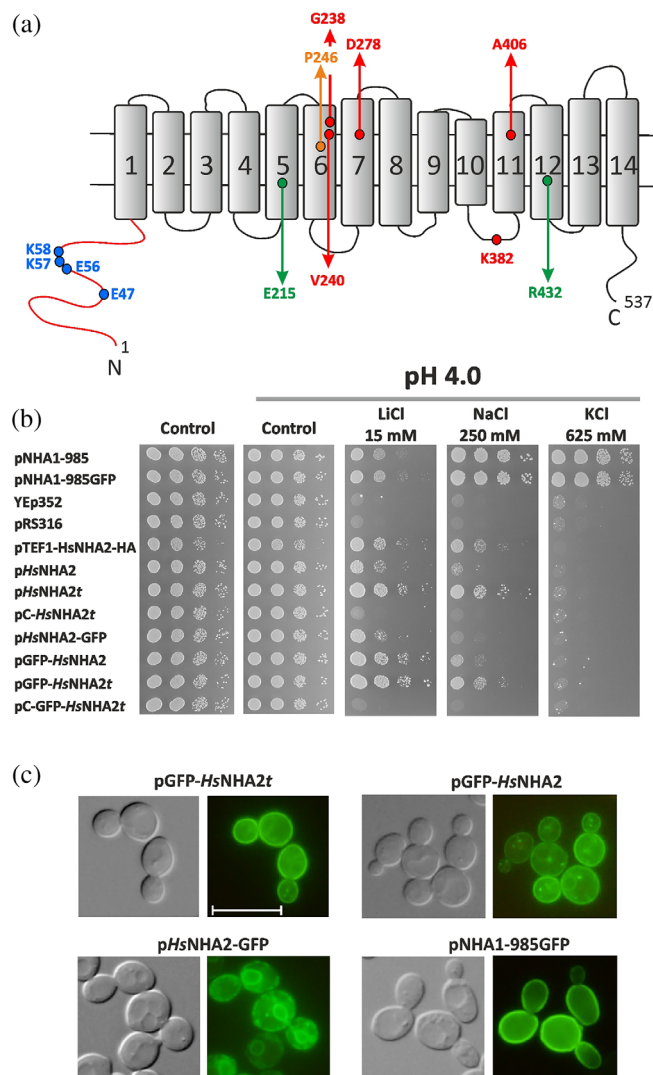 (a)
G238
P246
D278
A406
1 2 3 4 5 6 7 8 9 10 11 12 13 14
K58
K57
E56
E47
E215
V240
K382
R432
537
C
1
N
pH 4.0
(b)
LiCl NaCl KCl
Control Control 15 mM 250 mM 625 mM
pNHA1-985
pNHA1-985GFP
YEp352
pRS316
pTEF1-HsNHA2-HA
pHsNHA2
pHsNHA2t
pC-HsNHA2t
pHsNHA2-GFP
pGFP-HsNHA2
pGFP-HsNHA2t
pC-GFP-HsNHA2t
(c)
pGFP-HsNHA2t pGFP-HsNHA2
pHsNHA2-GFP pNHA1-985GFP